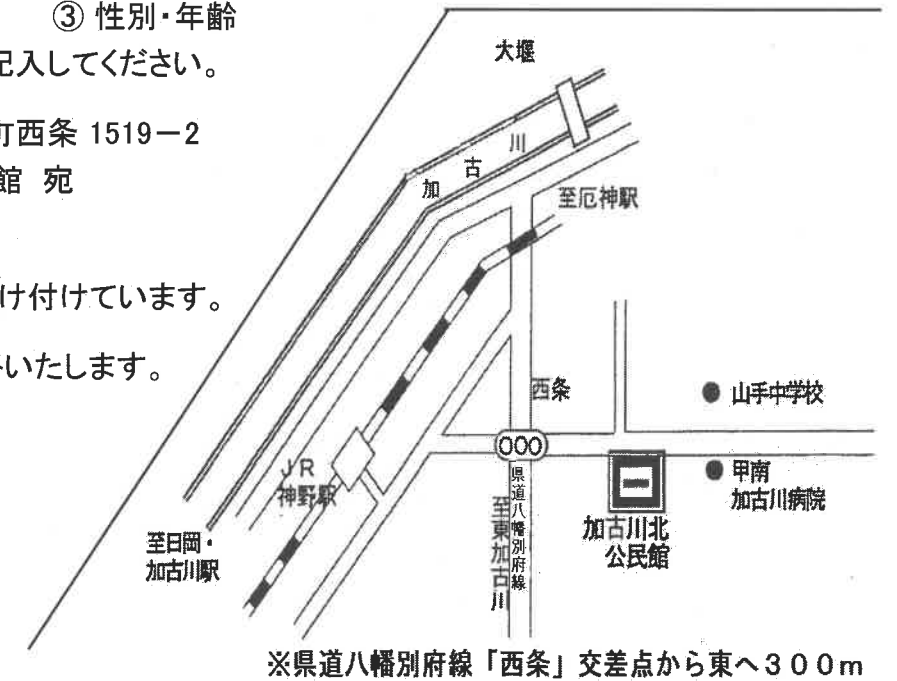 ③ 性別・年齢
記入してください。
町西条 1519－2
館 宛
け付けています。
いたします。
大堰
加古川
至厄神駅
西条
山手中学校
甲南
加古川病院
加古川北
公民館
県道八幡別府線
至東加古川
ＪＲ
神野駅
至日岡・
加古川駅
※県道八幡別府線「西条」交差点から東へ３００ｍ